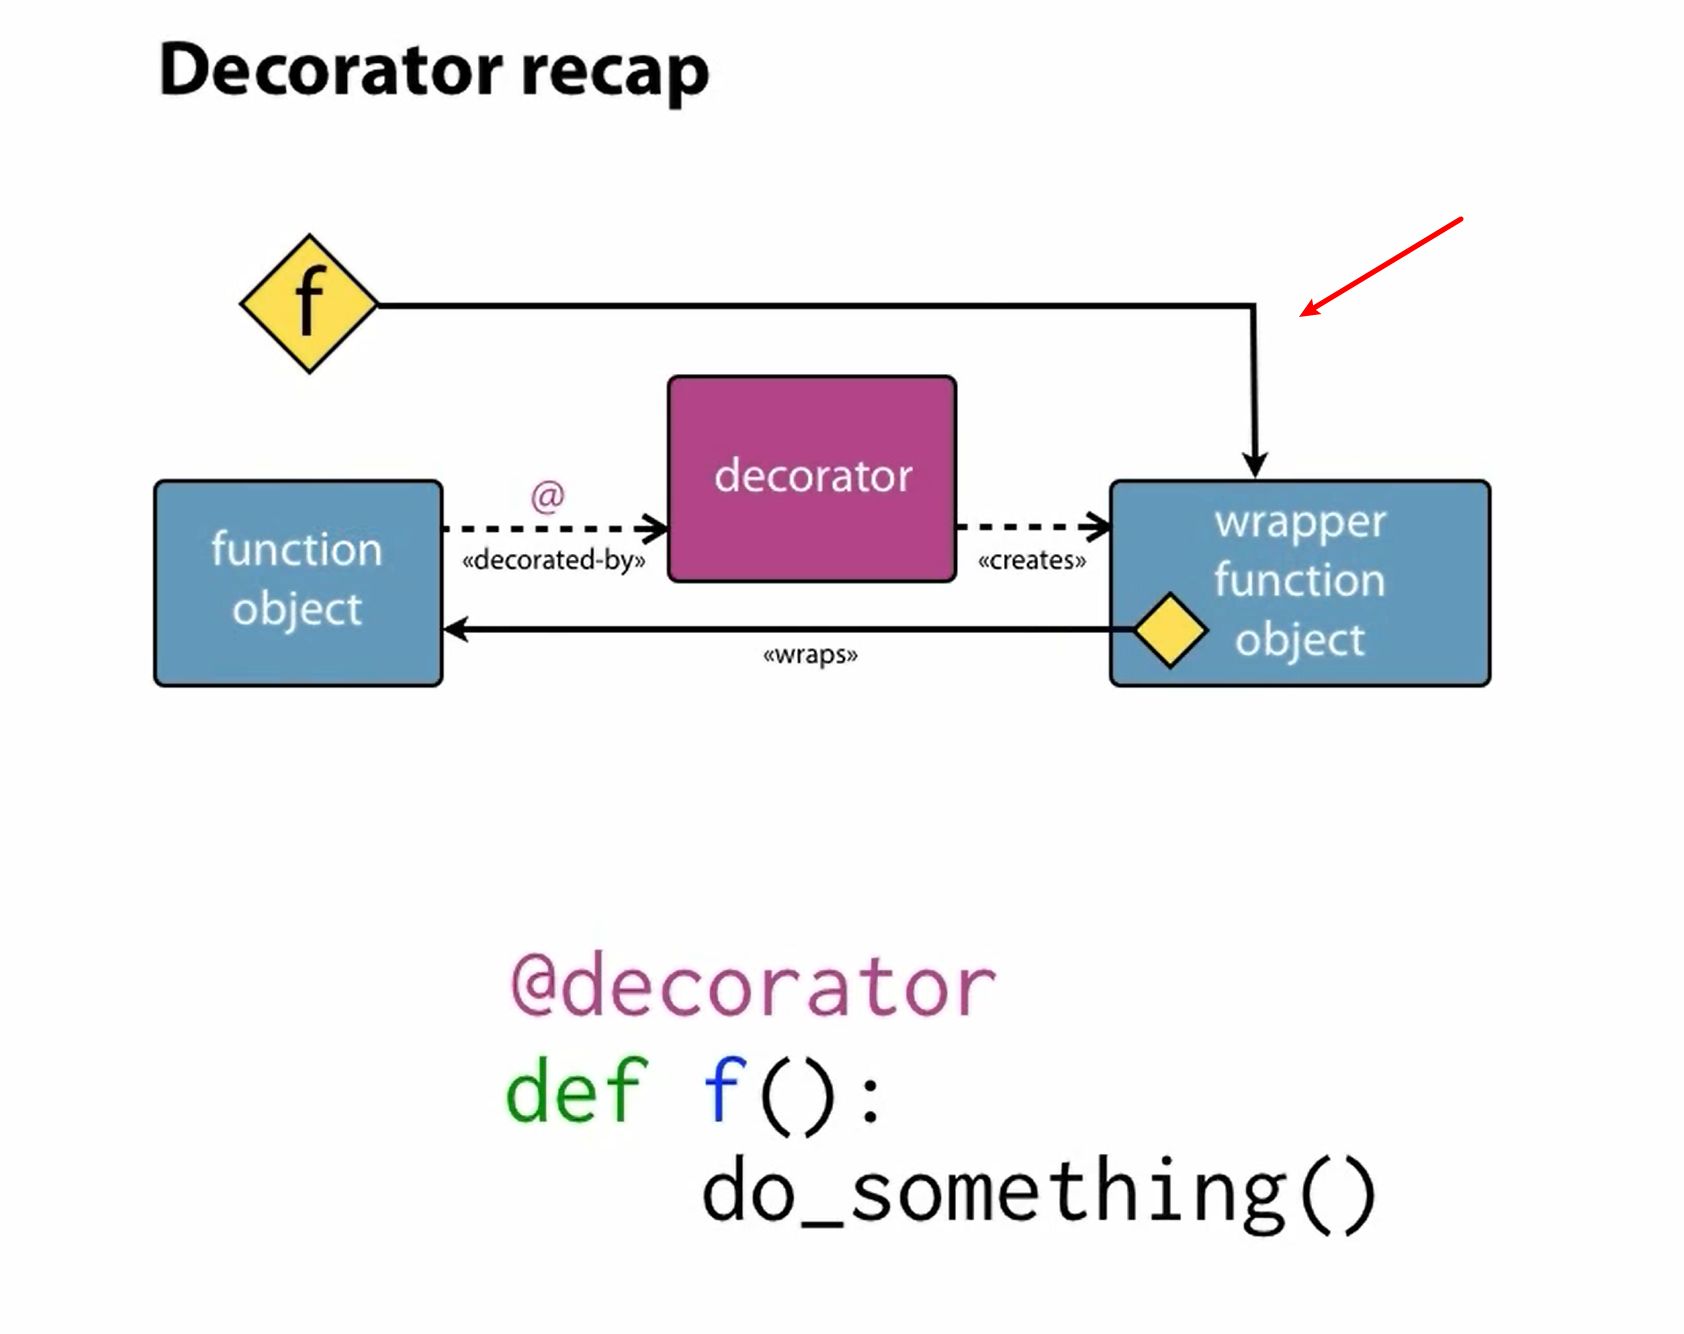 Decorator recap
f
function
object
@
«decorated-by»
decorator
«creates»
wrapper
function
object
«wraps»
@decorator
def f():
    do_something()